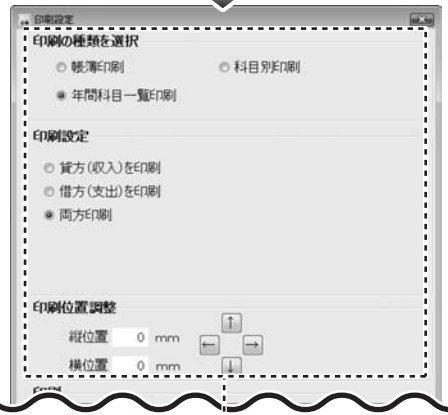 印刷設定
印刷の種類を選択
帳簿印刷 科目別印刷
年間科目一覧印刷
印刷設定
貸方(収入)を印刷
借方(支出)を印刷
両方印刷
印刷位置調整
↑
縦位置 0 mm ← →
横位置 0 mm ↓